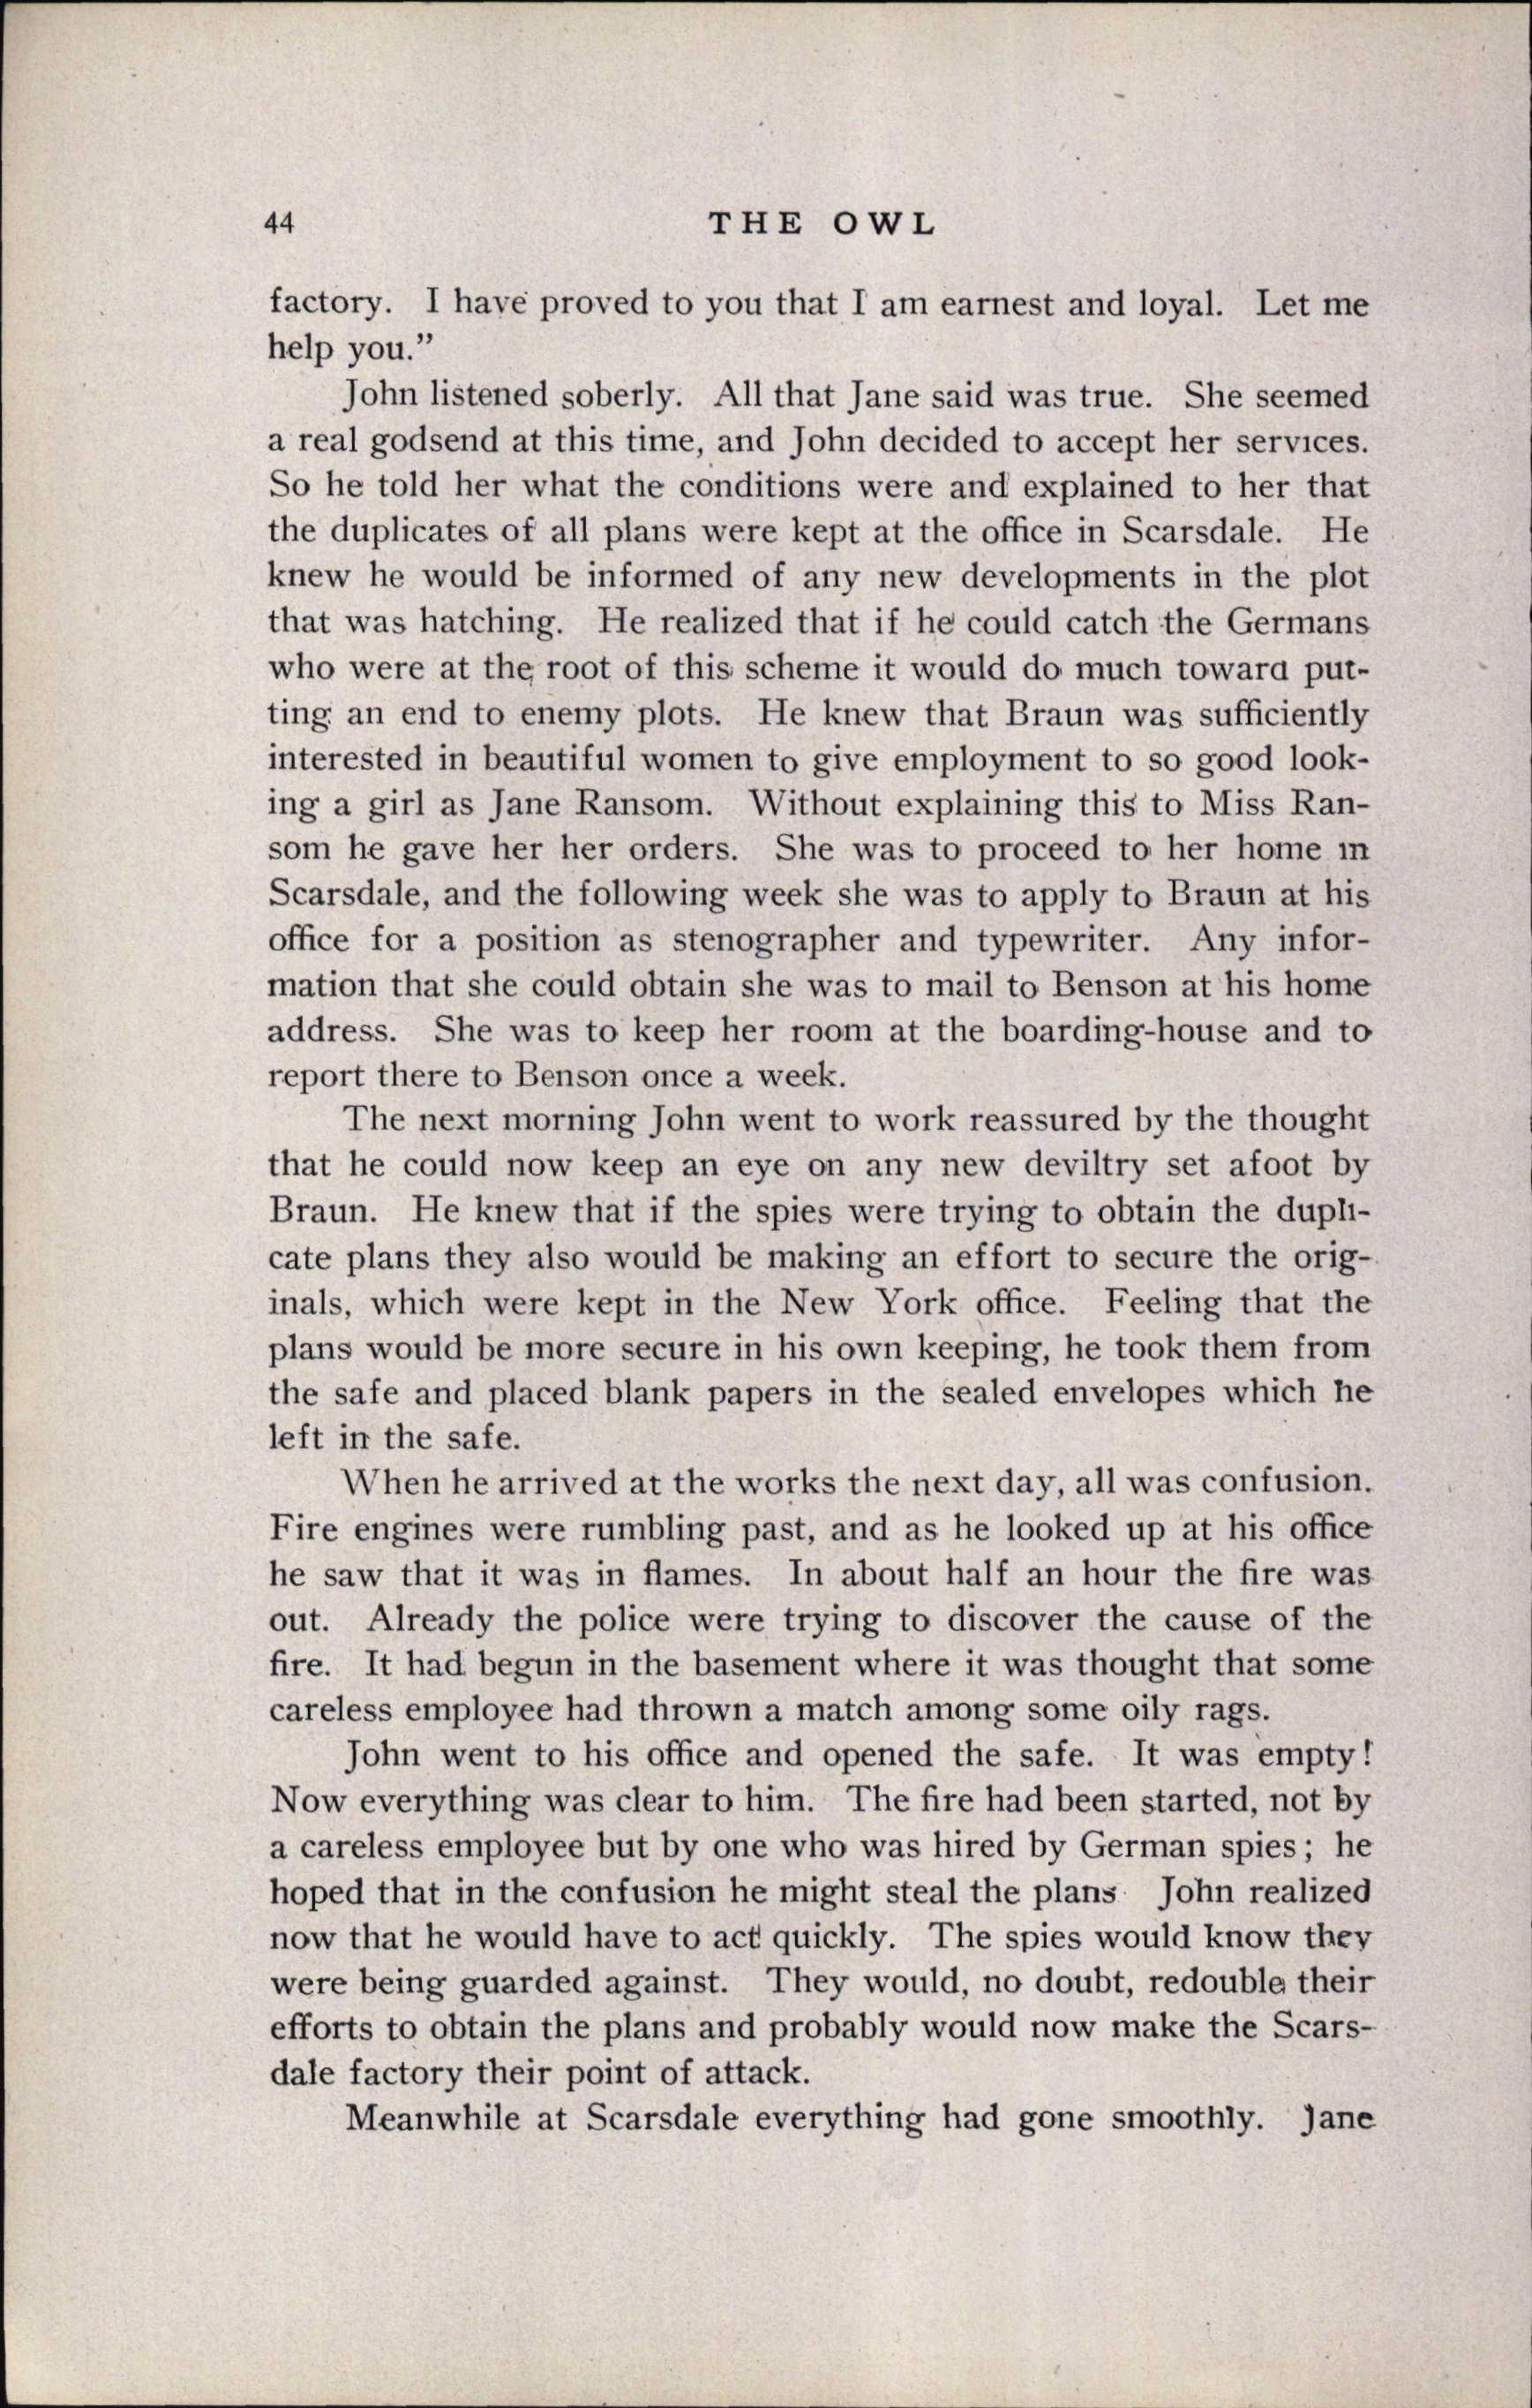 44
THE OWL
factory. I have proved to you that I am earnest and loyal. Let me
help you."
John listened soberly. All that Jane said was true. She seemed
a real godsend at this time, and John decided to accept her services.
So he told her what the conditions were and explained to her that
the duplicates of all plans were kept at the office in Scarsdale. He
knew he would be informed of any new developments in the plot
that was hatching. He realized that if he could catch the Germans
who were at the root of this scheme it would do much toward put-
ting an end to enemy plots. He knew that Braun was sufficiently
interested in beautiful women to give employment to so good look-
ing a girl as Jane Ransom. Without explaining this to Miss Ran-
som he gave her her orders. She was to proceed to her home in
Scarsdale, and the following week she was to apply to Braun at his
office for a position as stenographer and typewriter. Any infor-
mation that she could obtain she was to mail to Benson at his home
address. She was to keep her room at the boarding-house and to
report there to Benson once a week.
The next morning John went to work reassured by the thought
that he could now keep an eye on any new deviltry set afoot by
Braun. He knew that if the spies were trying to obtain the dupli-
cate plans they also would be making an effort to secure the orig-
inals, which were kept in the New York office. Feeling that the
plans would be more secure in his own keeping, he took them from
the safe and placed blank papers in the sealed envelopes which he
left in the safe.
When he arrived at the works the next day, all was confusion.
Fire engines were rumbling past, and as he looked up at his office
he saw that it was in flames. In about half an hour the fire was
out. Already the police were trying to discover the cause of the
fire. It had begun in the basement where it was thought that some
careless employee had thrown a match among some oily rags.
John went to his office and opened the safe. It was empty!
Now everything was clear to him. The fire had been started, not by
a careless employee but by one who was hired by German spies; he
hoped that in the confusion he might steal the plans John realized
now that he would have to act quickly. The spies would know they
were being guarded against. They would, no doubt, redouble their
efforts to obtain the plans and probably would now make the Scars-
dale factory their point of attack.
Meanwhile at Scarsdale everything had gone smoothly. Jane